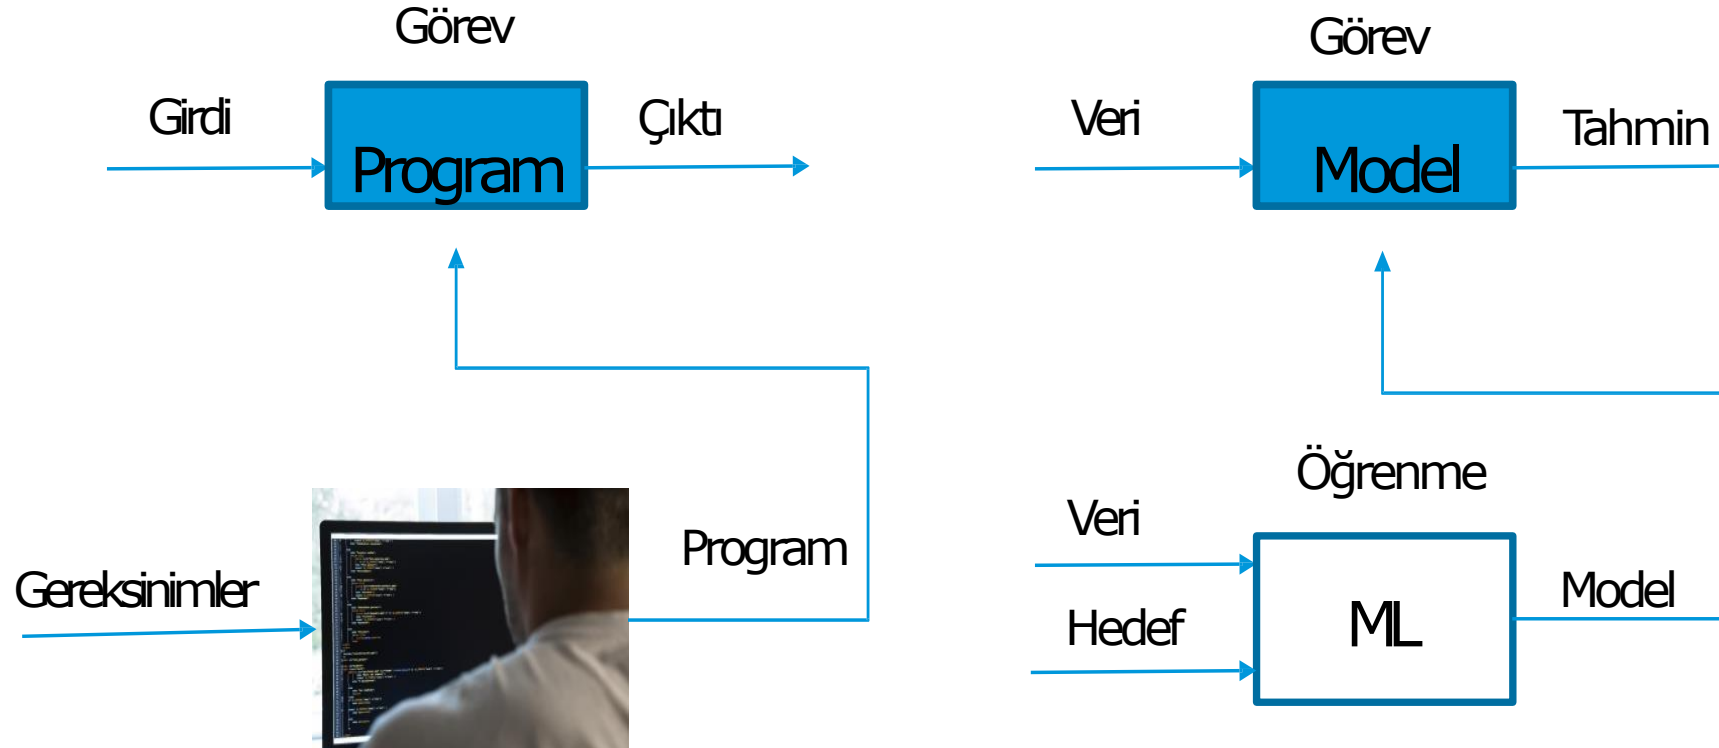 Görev
Girdi
Program
Çıktı
Gereksinimler
Program
Görev
Veri
Model
Tahmin
Öğrenme
Veri
Hedef
ML
Model